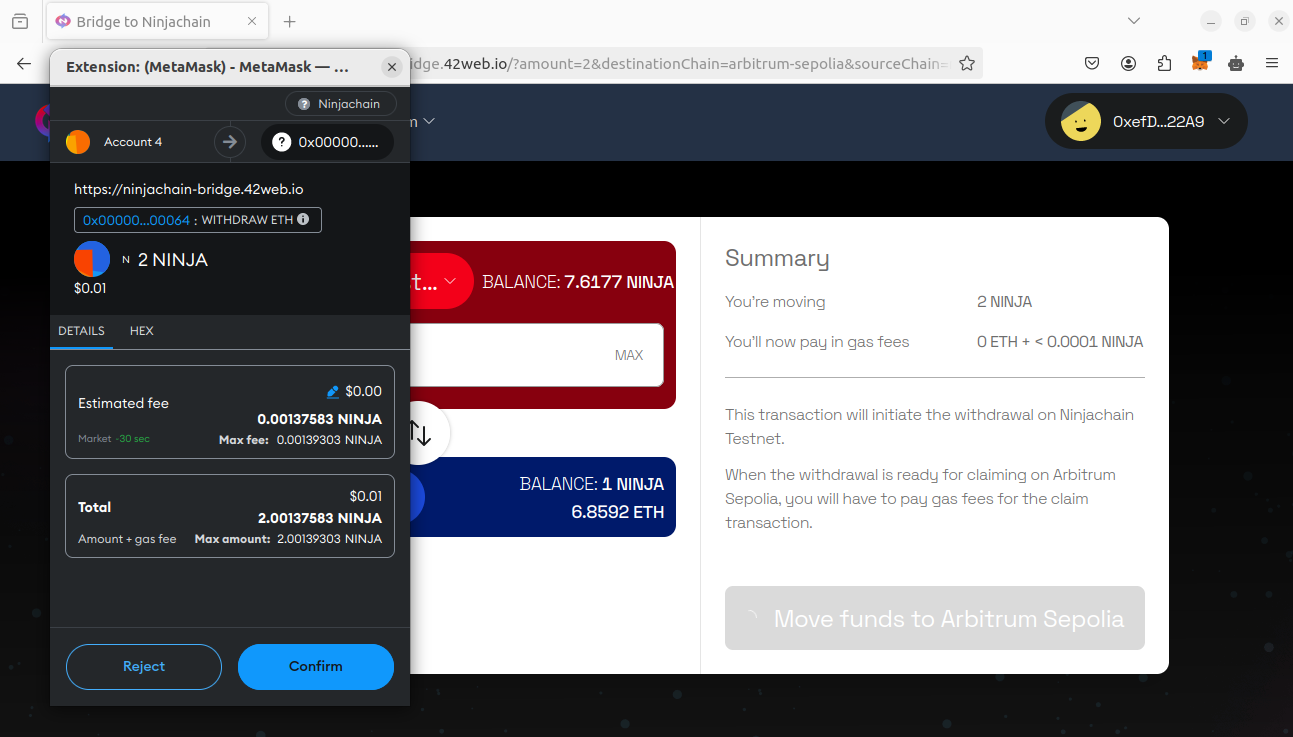 Bridge to Ninjachain
Extension: (MetaMask) - MetaMask — ...
idge.42web.io/?amount=2&destinationChain=arbitrum-sepolia&sourceChain=
1
Ninjachain
Account 4
0x00000......
m
0xefD...22A9
https://ninjachain-bridge.42web.io
0x00000...00064 : WITHDRAW ETH
N 2 NINJA
$0.01
DETAILS HEX
$0.00
Estimated fee
0.00137583 NINJA
Market ~30 sec Max fee: 0.00139303 NINJA
$0.01
Total
2.00137583 NINJA
Amount + gas fee Max amount: 2.00139303 NINJA
Reject Confirm
st... BALANCE: 7.6177 NINJA
MAX
BALANCE: 1 NINJA
6.8592 ETH
Summary
You're moving 2 NINJA
You'll now pay in gas fees 0 ETH + < 0.0001 NINJA
This transaction will initiate the withdrawal on Ninjachain
Testnet.
When the withdrawal is ready for claiming on Arbitrum
Sepolia, you will have to pay gas fees for the claim
transaction.
Move funds to Arbitrum Sepolia